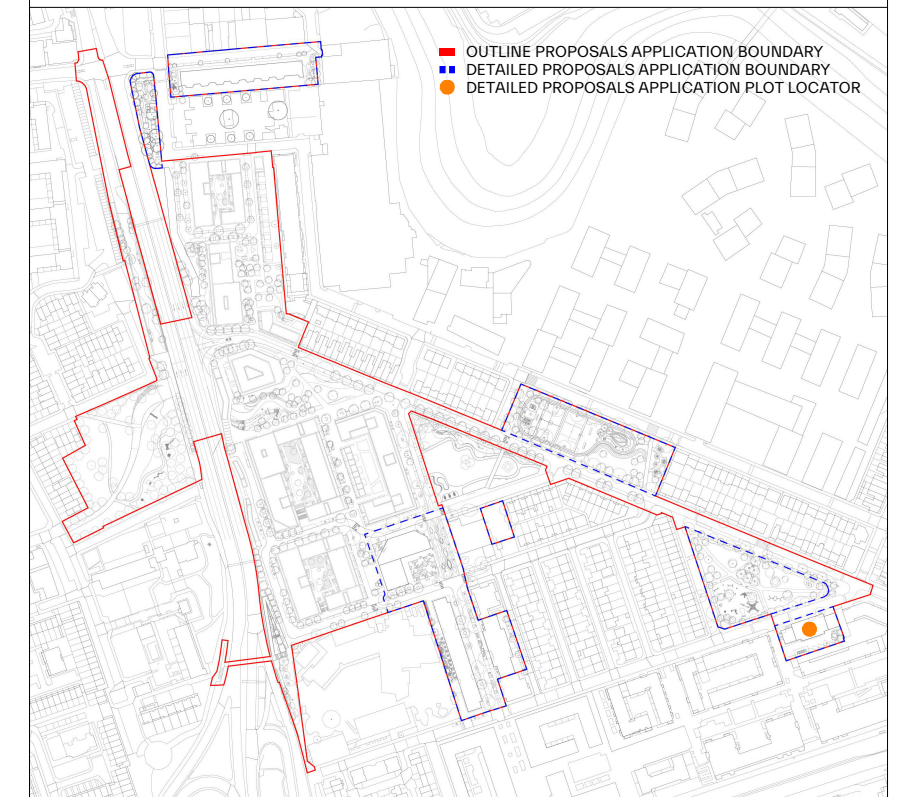 OUTLINE PROPOSALS APPLICATION BOUNDARY
DETAILED PROPOSALS APPLICATION BOUNDARY
DETAILED PROPOSALS APPLICATION PLOT LOCATOR